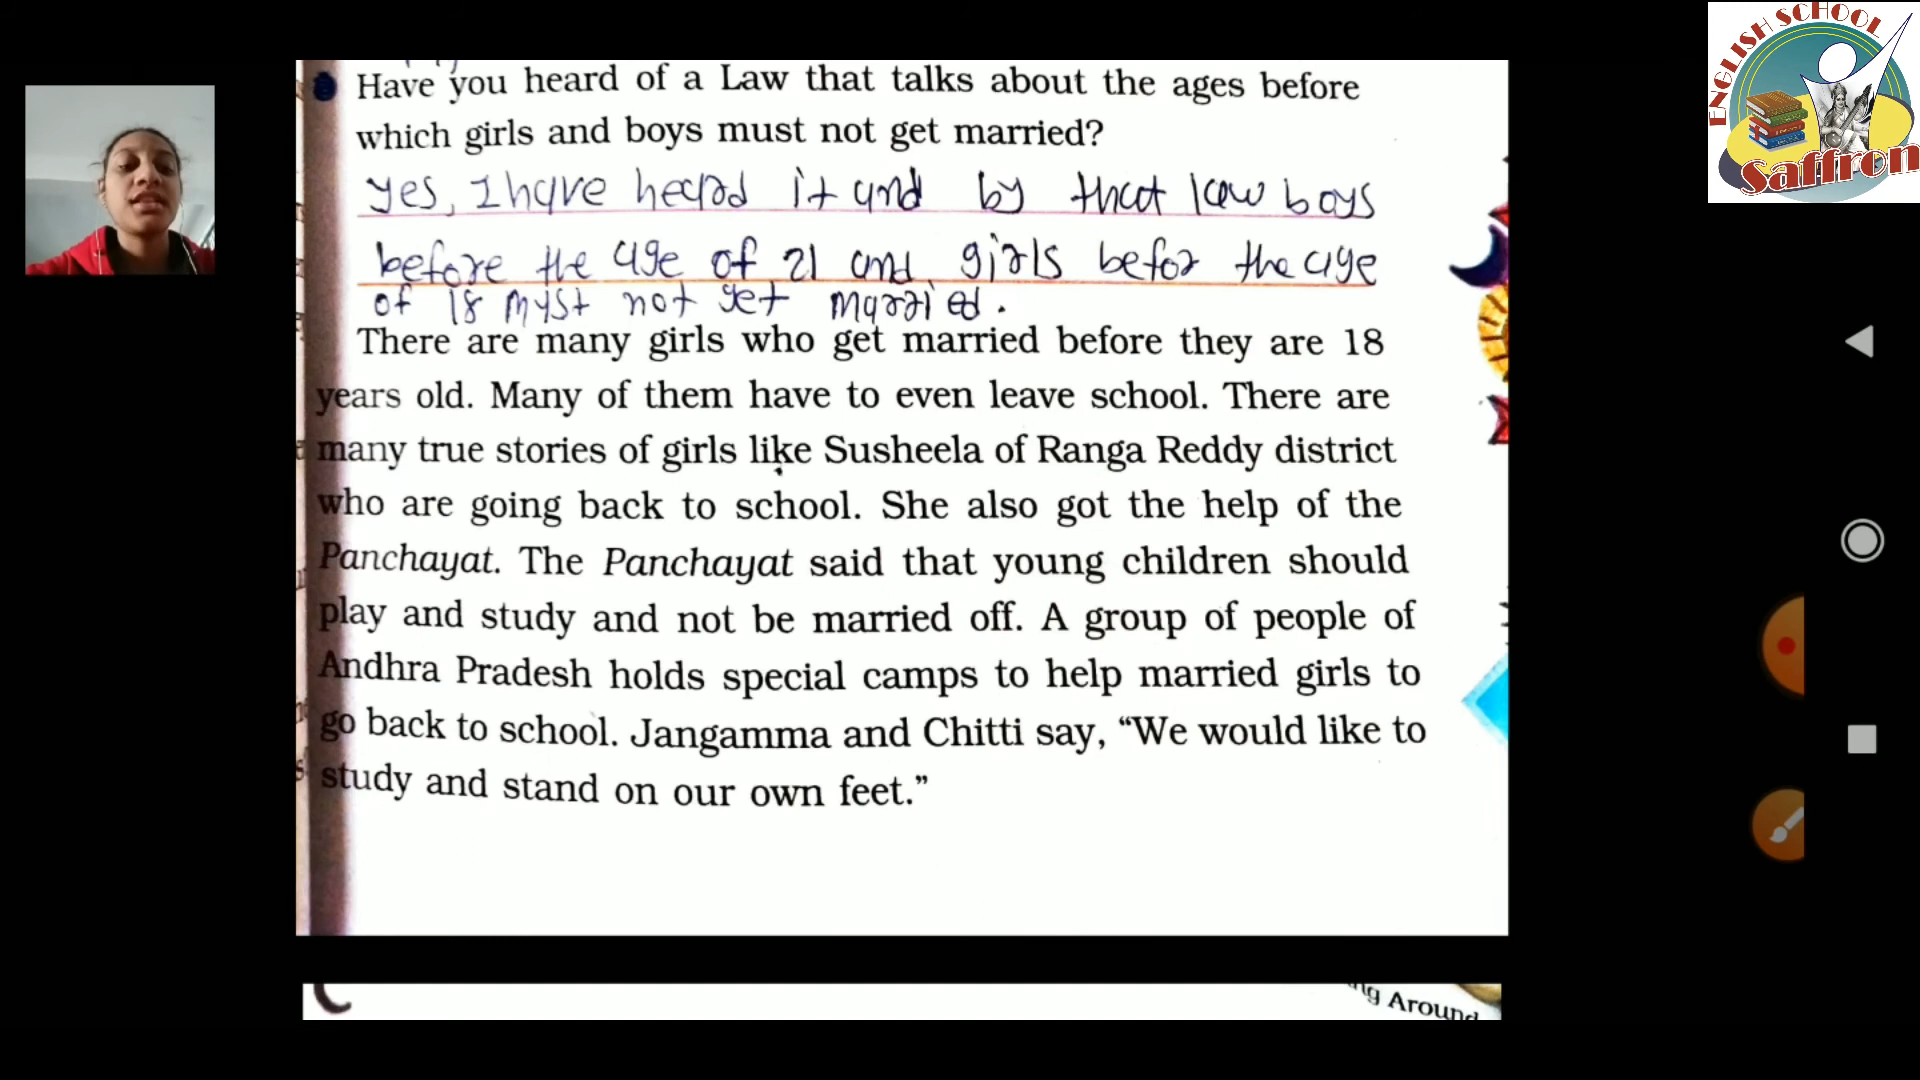 ENGLISH SCHOOL
Saffron
Have you heard of a Law that talks about the ages before
which girls and boys must not get married?
yes, I have heard it and by that law boys
before the age of 21 and girls befor the age
of 18 must not get married.
There are many girls who get married before they are 18
years old. Many of them have to even leave school. There are
many true stories of girls like Susheela of Ranga Reddy district
who are going back to school. She also got the help of the
Panchayat. The Panchayat said that young children should
play and study and not be married off. A group of people of
Andhra Pradesh holds special camps to help married girls to
go back to school. Jangamma and Chitti say, “We would like to
study and stand on our own feet.”
Around